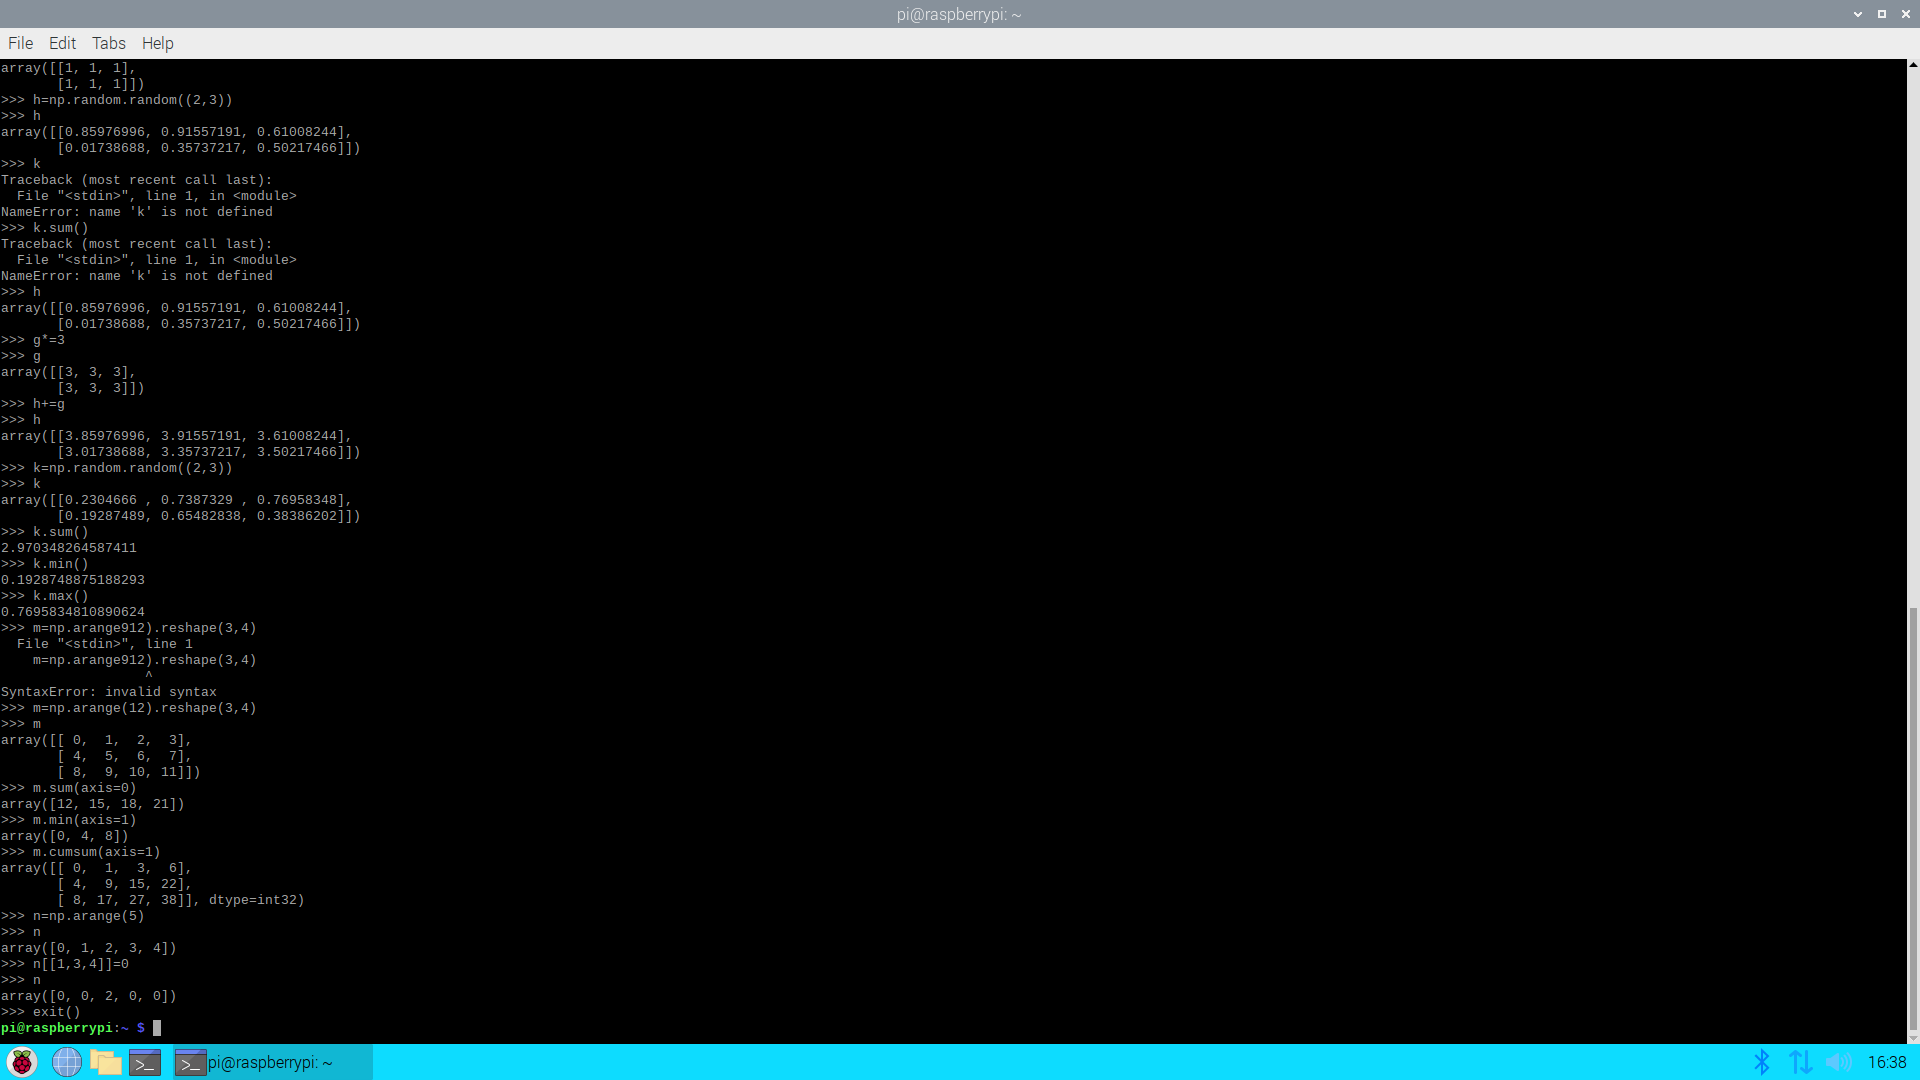 pi@raspberrypi: ~
File Edit Tabs Help
array([[1, 1, 1],
       [1, 1, 1]])
>>> h=np.random.random((2,3))
>>> h
array([[0.85976996, 0.91557191, 0.61008244],
       [0.01738688, 0.35737217, 0.50217466]])
>>> k
Traceback (most recent call last):
  File "<stdin>", line 1, in <module>
NameError: name 'k' is not defined
>>> k.sum()
Traceback (most recent call last):
  File "<stdin>", line 1, in <module>
NameError: name 'k' is not defined
>>> h
array([[0.85976996, 0.91557191, 0.61008244],
       [0.01738688, 0.35737217, 0.50217466]])
>>> g*=3
>>> g
array([[3, 3, 3],
       [3, 3, 3]])
>>> h+=g
>>> h
array([[3.85976996, 3.91557191, 3.61008244],
       [3.01738688, 3.35737217, 3.50217466]])
>>> k=np.random.random((2,3))
>>> k
array([[0.2304666 , 0.7387329 , 0.76958348],
       [0.19287489, 0.65482838, 0.38386202]])
>>> k.sum()
2.970348264587411
>>> k.min()
0.1928748875188293
>>> k.max()
0.7695834810890624
>>> m=np.arange912).reshape(3,4)
  File "<stdin>", line 1
    m=np.arange912).reshape(3,4)
                  ^
SyntaxError: invalid syntax
>>> m=np.arange(12).reshape(3,4)
>>> m
array([[ 0,  1,  2,  3],
       [ 4,  5,  6,  7],
       [ 8,  9, 10, 11]])
>>> m.sum(axis=0)
array([12, 15, 18, 21])
>>> m.min(axis=1)
array([0, 4, 8])
>>> m.cumsum(axis=1)
array([[ 0,  1,  3,  6],
       [ 4,  9, 15, 22],
       [ 8, 17, 27, 38]], dtype=int32)
>>> n=np.arange(5)
>>> n
array([0, 1, 2, 3, 4])
>>> n[[1,3,4]]=0
>>> n
array([0, 0, 2, 0, 0])
>>> exit()
pi@raspberrypi:~ $
pi@raspberrypi: ~ 16:38